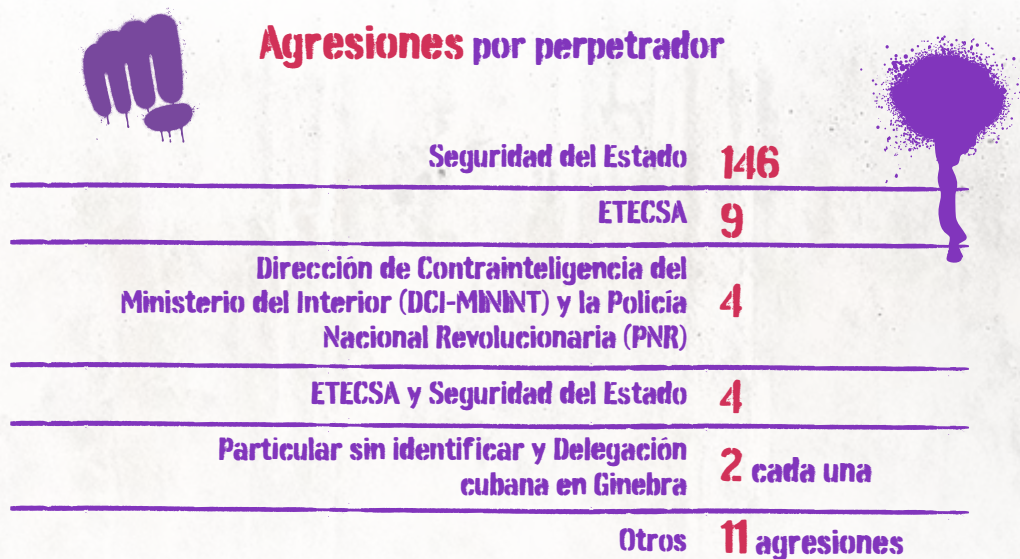 Agresiones por perpetrador
Seguridad del Estado 146
ETECSA 9
Dirección de Contrainteligencia del
Ministerio del Interior (DCI-MININT) y la Policía 4
Nacional Revolucionaria (PNR)
ETECSA y Seguridad del Estado 4
Particular sin identificar y Delegación
cubana en Ginebra 2 cada una
Otros 11 agresiones